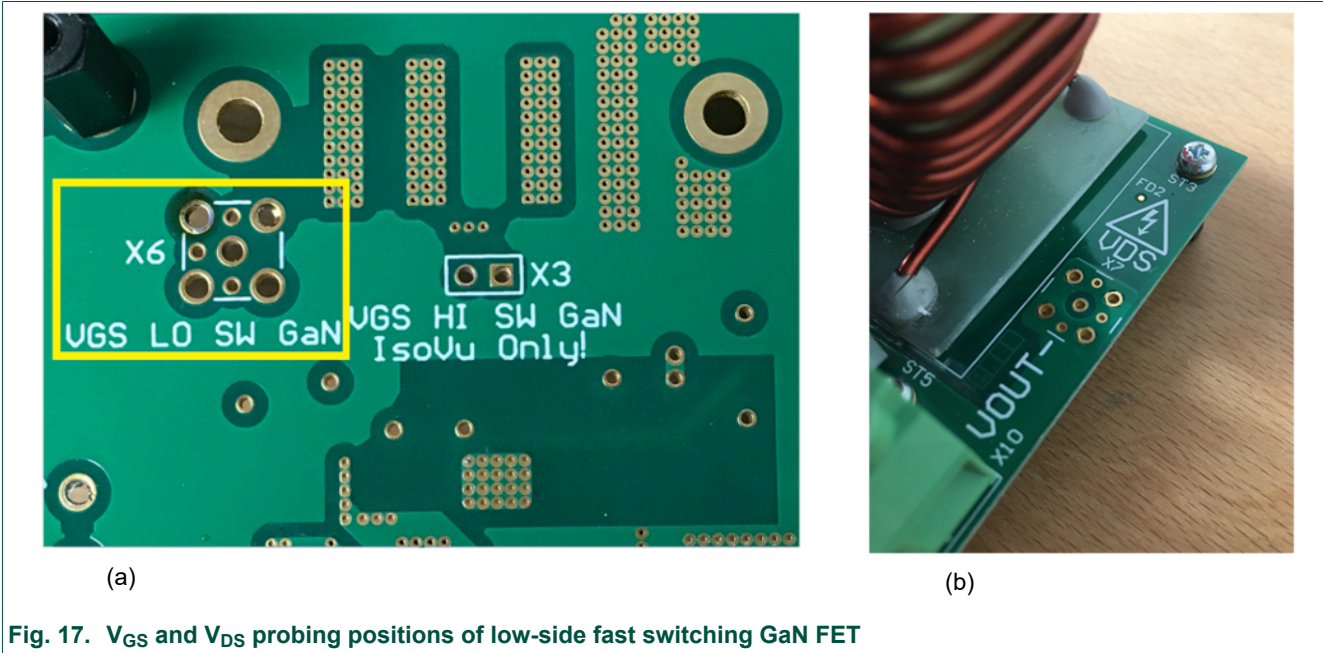 X6
VGS LO SW GaN
X3
VGS HI SW GaN
IsoVu Only!
ST3
FD2
VDS
X7
VOUT-
ST5
X10
(a)
(b)
Fig. 17. VGS and VDS probing positions of low-side fast switching GaN FET